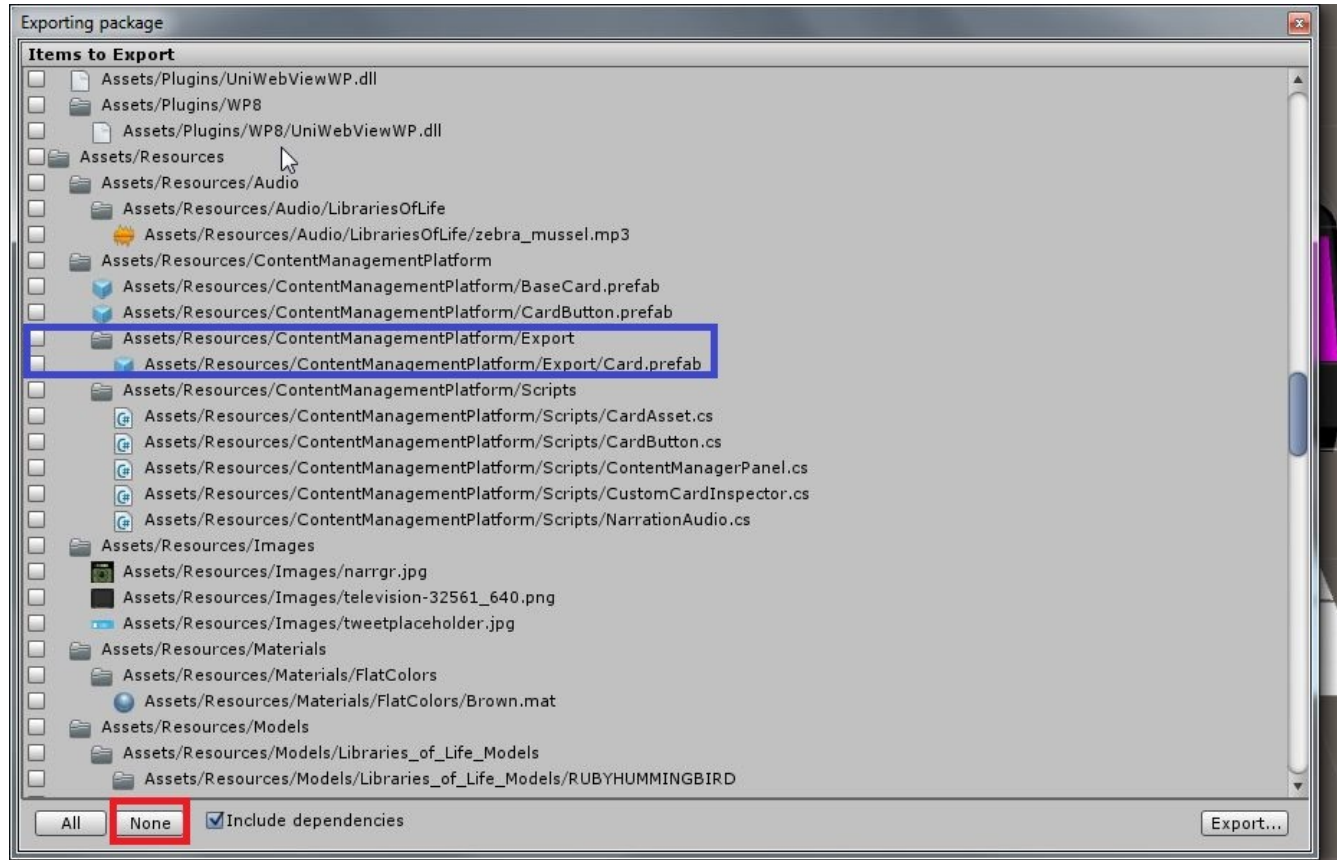 Exporting package
Items to Export
Assets/Plugins/UniWebViewWP.dll
Assets/Plugins/WP8
Assets/Plugins/WP8/UniWebViewWP.dll
Assets/Resources
Assets/Resources/Audio
Assets/Resources/Audio/LibrariesOfLife
Assets/Resources/Audio/LibrariesOfLife/zebra_mussel.mp3
Assets/Resources/ContentManagementPlatform
Assets/Resources/ContentManagementPlatform/BaseCard.prefab
Assets/Resources/ContentManagementPlatform/CardButton.prefab
Assets/Resources/ContentManagementPlatform/Export
Assets/Resources/ContentManagementPlatform/Export/Card.prefab
Assets/Resources/ContentManagementPlatform/Scripts
Assets/Resources/ContentManagementPlatform/Scripts/CardAsset.cs
Assets/Resources/ContentManagementPlatform/Scripts/CardButton.cs
Assets/Resources/ContentManagementPlatform/Scripts/ContentManagerPanel.cs
Assets/Resources/ContentManagementPlatform/Scripts/CustomCardInspector.cs
Assets/Resources/ContentManagementPlatform/Scripts/NarrationAudio.cs
Assets/Resources/Images
Assets/Resources/Images/narrgr.jpg
Assets/Resources/Images/television-32561_640.png
Assets/Resources/Images/tweetplaceholder.jpg
Assets/Resources/Materials
Assets/Resources/Materials/FlatColors
Assets/Resources/Materials/FlatColors/Brown.mat
Assets/Resources/Models
Assets/Resources/Models/Libraries_of_Life_Models
Assets/Resources/Models/Libraries_of_Life_Models/RUBYHUMMINGBIRD
All None Include dependencies Export...